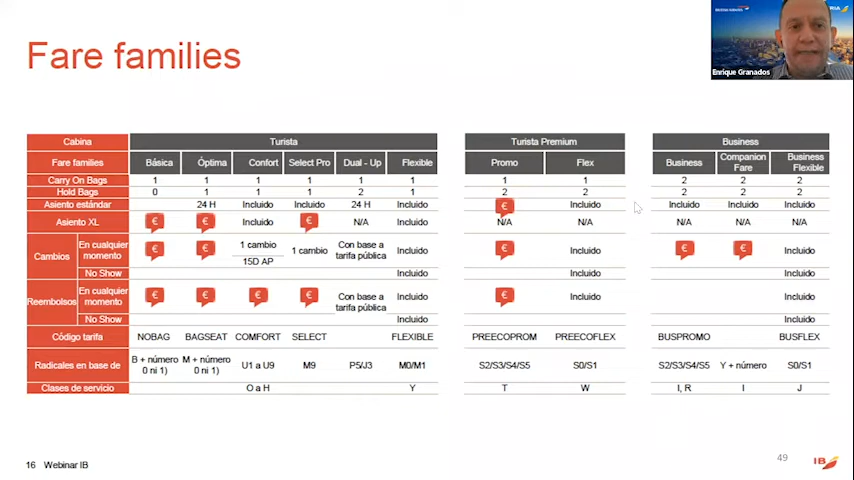 Fare families
Enrique Granados
Cabina Turista Turista Premium Business
Fare families Básica Óptima Confort Select Pro Dual - Up Flexible Promo Flex Business Companion Fare Business Flexible
Carry On Bags 1 1 1 1 1 1 1 1 2 2 2
Hold Bags 0 1 1 1 2 1 2 2 2 2 2
Asiento estándar 24 H Incluido Incluido 24 H Incluido € Incluido Incluido Incluido Incluido
Asiento XL € € Incluido € N/A Incluido N/A N/A N/A N/A N/A
Cambios En cualquier momento € € 1 cambio 15D AP 1 cambio Con base a tarifa pública Incluido € Incluido € € Incluido
No Show Incluido Incluido Incluido
Reembolsos En cualquier momento € € € € Con base a tarifa pública Incluido € Incluido Incluido
No Show Incluido Incluido
Código tarifa NOBAG BAGSEAT COMFORT SELECT FLEXIBLE PREECOPROM PREECOFLEX BUSPROMO BUSFLEX
Radicales en base de B + número 0 ni 1) M + número 0 ni 1) U1 a U9 M9 P5/J3 M0/M1 S2/S3/S4/S5 S0/S1 S2/S3/S4/S5 Y + número S0/S1
Clases de servicio O a H Y T W I, R I J
16 Webinar IB
49
IB